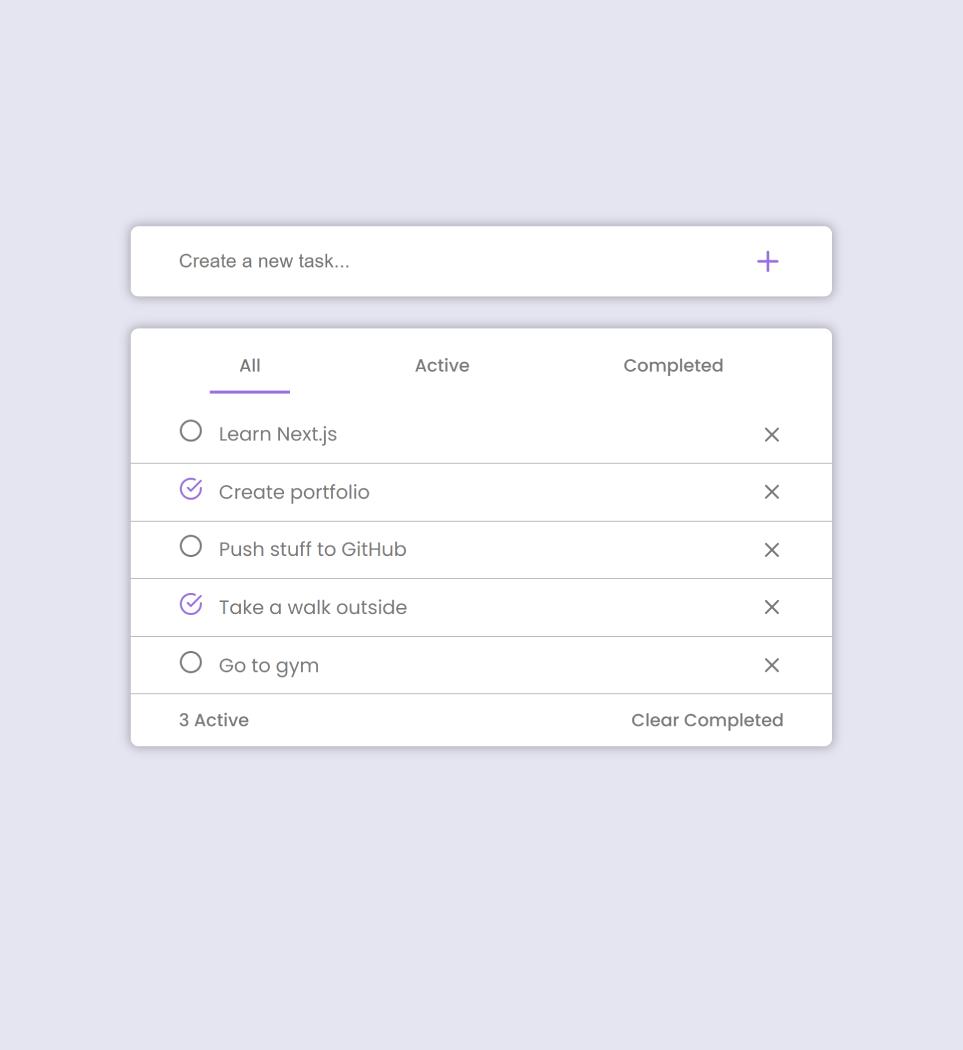 Create a new task...
All Active Completed
Learn Next.js
Create portfolio
Push stuff to GitHub
Take a walk outside
Go to gym
3 Active Clear Completed